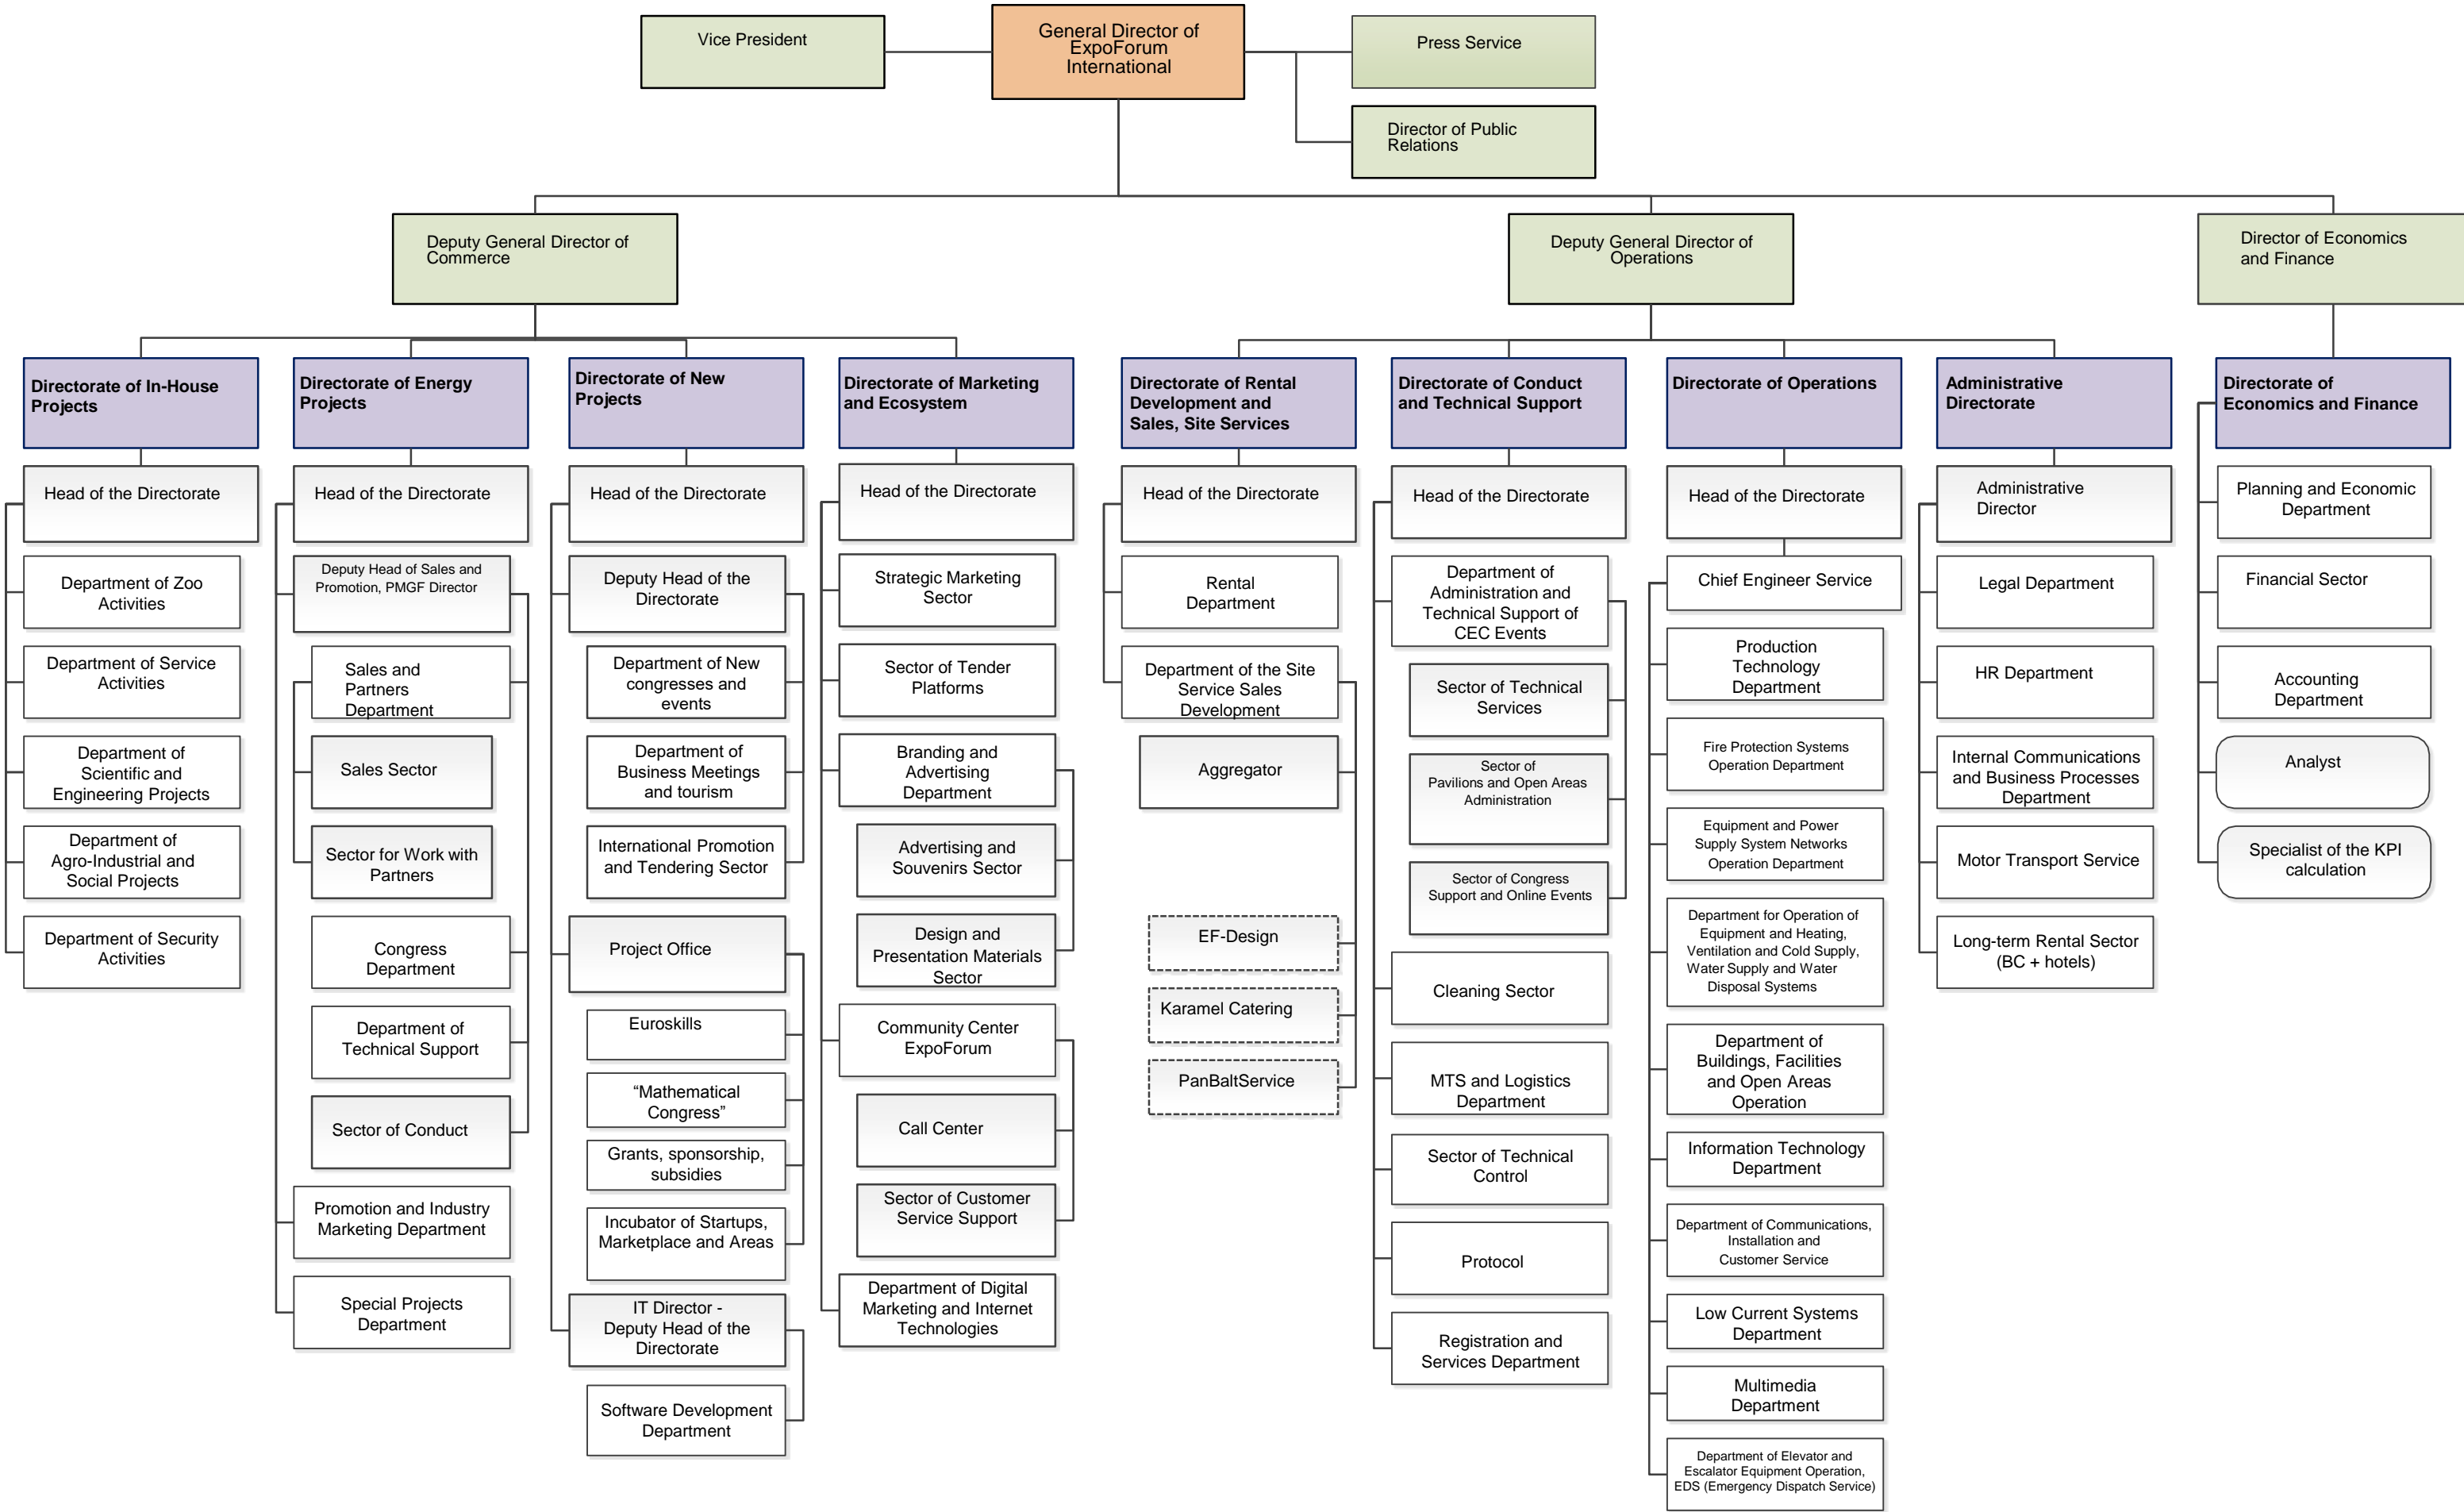 Vice President
General Director of
ExpoForum
International
Press Service
Director of Public
Relations
Deputy General Director of
Commerce
Deputy General Director of
Operations
Director of Economics
and Finance
Directorate of In-House
Projects
Head of the Directorate
Department of Zoo
Activities
Department of Service
Activities
Department of
Scientific and
Engineering Projects
Department of
Agro-Industrial and
Social Projects
Department of Security
Activities
Directorate of Energy
Projects
Head of the Directorate
Deputy Head of Sales and
Promotion, PMGF Director
Sales and
Partners
Department
Sales Sector
Sector for Work with
Partners
Congress
Department
Department of
Technical Support
Sector of Conduct
Promotion and Industry
Marketing Department
Special Projects
Department
Directorate of New
Projects
Head of the Directorate
Deputy Head of the
Directorate
Department of New
congresses and
events
Department of
Business Meetings
and tourism
International Promotion
and Tendering Sector
Project Office
Euroskills
“Mathematical
Congress”
Grants, sponsorship,
subsidies
Incubator of Startups,
Marketplace and Areas
IT Director -
Deputy Head of the
Directorate
Software Development
Department
Directorate of Marketing
and Ecosystem
Head of the Directorate
Strategic Marketing
Sector
Sector of Tender
Platforms
Branding and
Advertising
Department
Advertising and
Souvenirs Sector
Design and
Presentation Materials
Sector
Community Center
ExpoForum
Call Center
Sector of Customer
Service Support
Department of Digital
Marketing and Internet
Technologies
Directorate of Rental
Development and
Sales, Site Services
Head of the Directorate
Rental
Department
Department of the Site
Service Sales
Development
Aggregator
EF-Design
Karamel Catering
PanBaltService
Directorate of Conduct
and Technical Support
Head of the Directorate
Department of
Administration and
Technical Support of
CEC Events
Sector of Technical
Services
Sector of
Pavilions and Open Areas
Administration
Sector of Congress
Support and Online Events
Cleaning Sector
MTS and Logistics
Department
Sector of Technical
Control
Protocol
Registration and
Services Department
Directorate of Operations
Head of the Directorate
Chief Engineer Service
Production
Technology
Department
Fire Protection Systems
Operation Department
Equipment and Power
Supply System Networks
Operation Department
Department for Operation of
Equipment and Heating,
Ventilation and Cold Supply,
Water Supply and Water
Disposal Systems
Department of
Buildings, Facilities
and Open Areas
Operation
Information Technology
Department
Department of Communications,
Installation and
Customer Service
Low Current Systems
Department
Multimedia
Department
Department of Elevator and
Escalator Equipment Operation,
EDS (Emergency Dispatch Service)
Administrative
Directorate
Administrative
Director
Legal Department
HR Department
Internal Communications
and Business Processes
Department
Motor Transport Service
Long-term Rental Sector
(BC + hotels)
Directorate of
Economics and Finance
Planning and Economic
Department
Financial Sector
Accounting
Department
Analyst
Specialist of the KPI
calculation